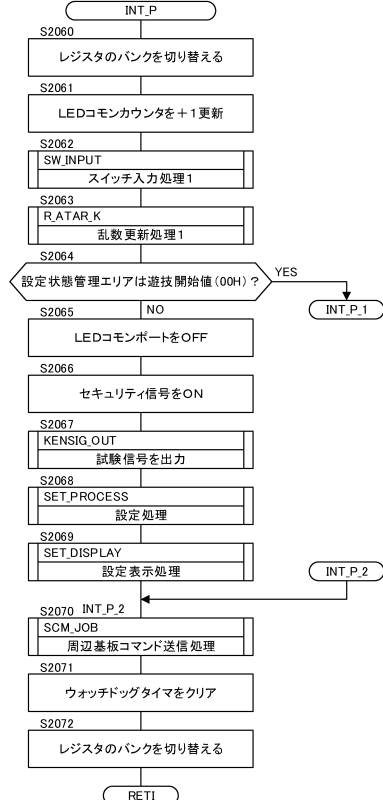 INT_P
S2060
レジスタのバンクを切り替える
S2061
LEDコモンカウンタを+1更新
S2062
SW_INPUT
スイッチ入力処理1
S2063
R_ATAR_K
乱数更新処理1
S2064
設定状態管理エリアは遊技開始値(00H)?
YES
INT_P_1
NO
S2065
LEDコモンポートをOFF
S2066
セキュリティ信号をON
S2067
KENSIG_OUT
試験信号を出力
S2068
SET_PROCESS
設定処理
S2069
SET_DISPLAY
設定表示処理
INT_P_2
S2070 INT_P_2
SCM_JOB
周辺基板コマンド送信処理
S2071
ウォッチドッグタイマをクリア
S2072
レジスタのバンクを切り替える
RETI